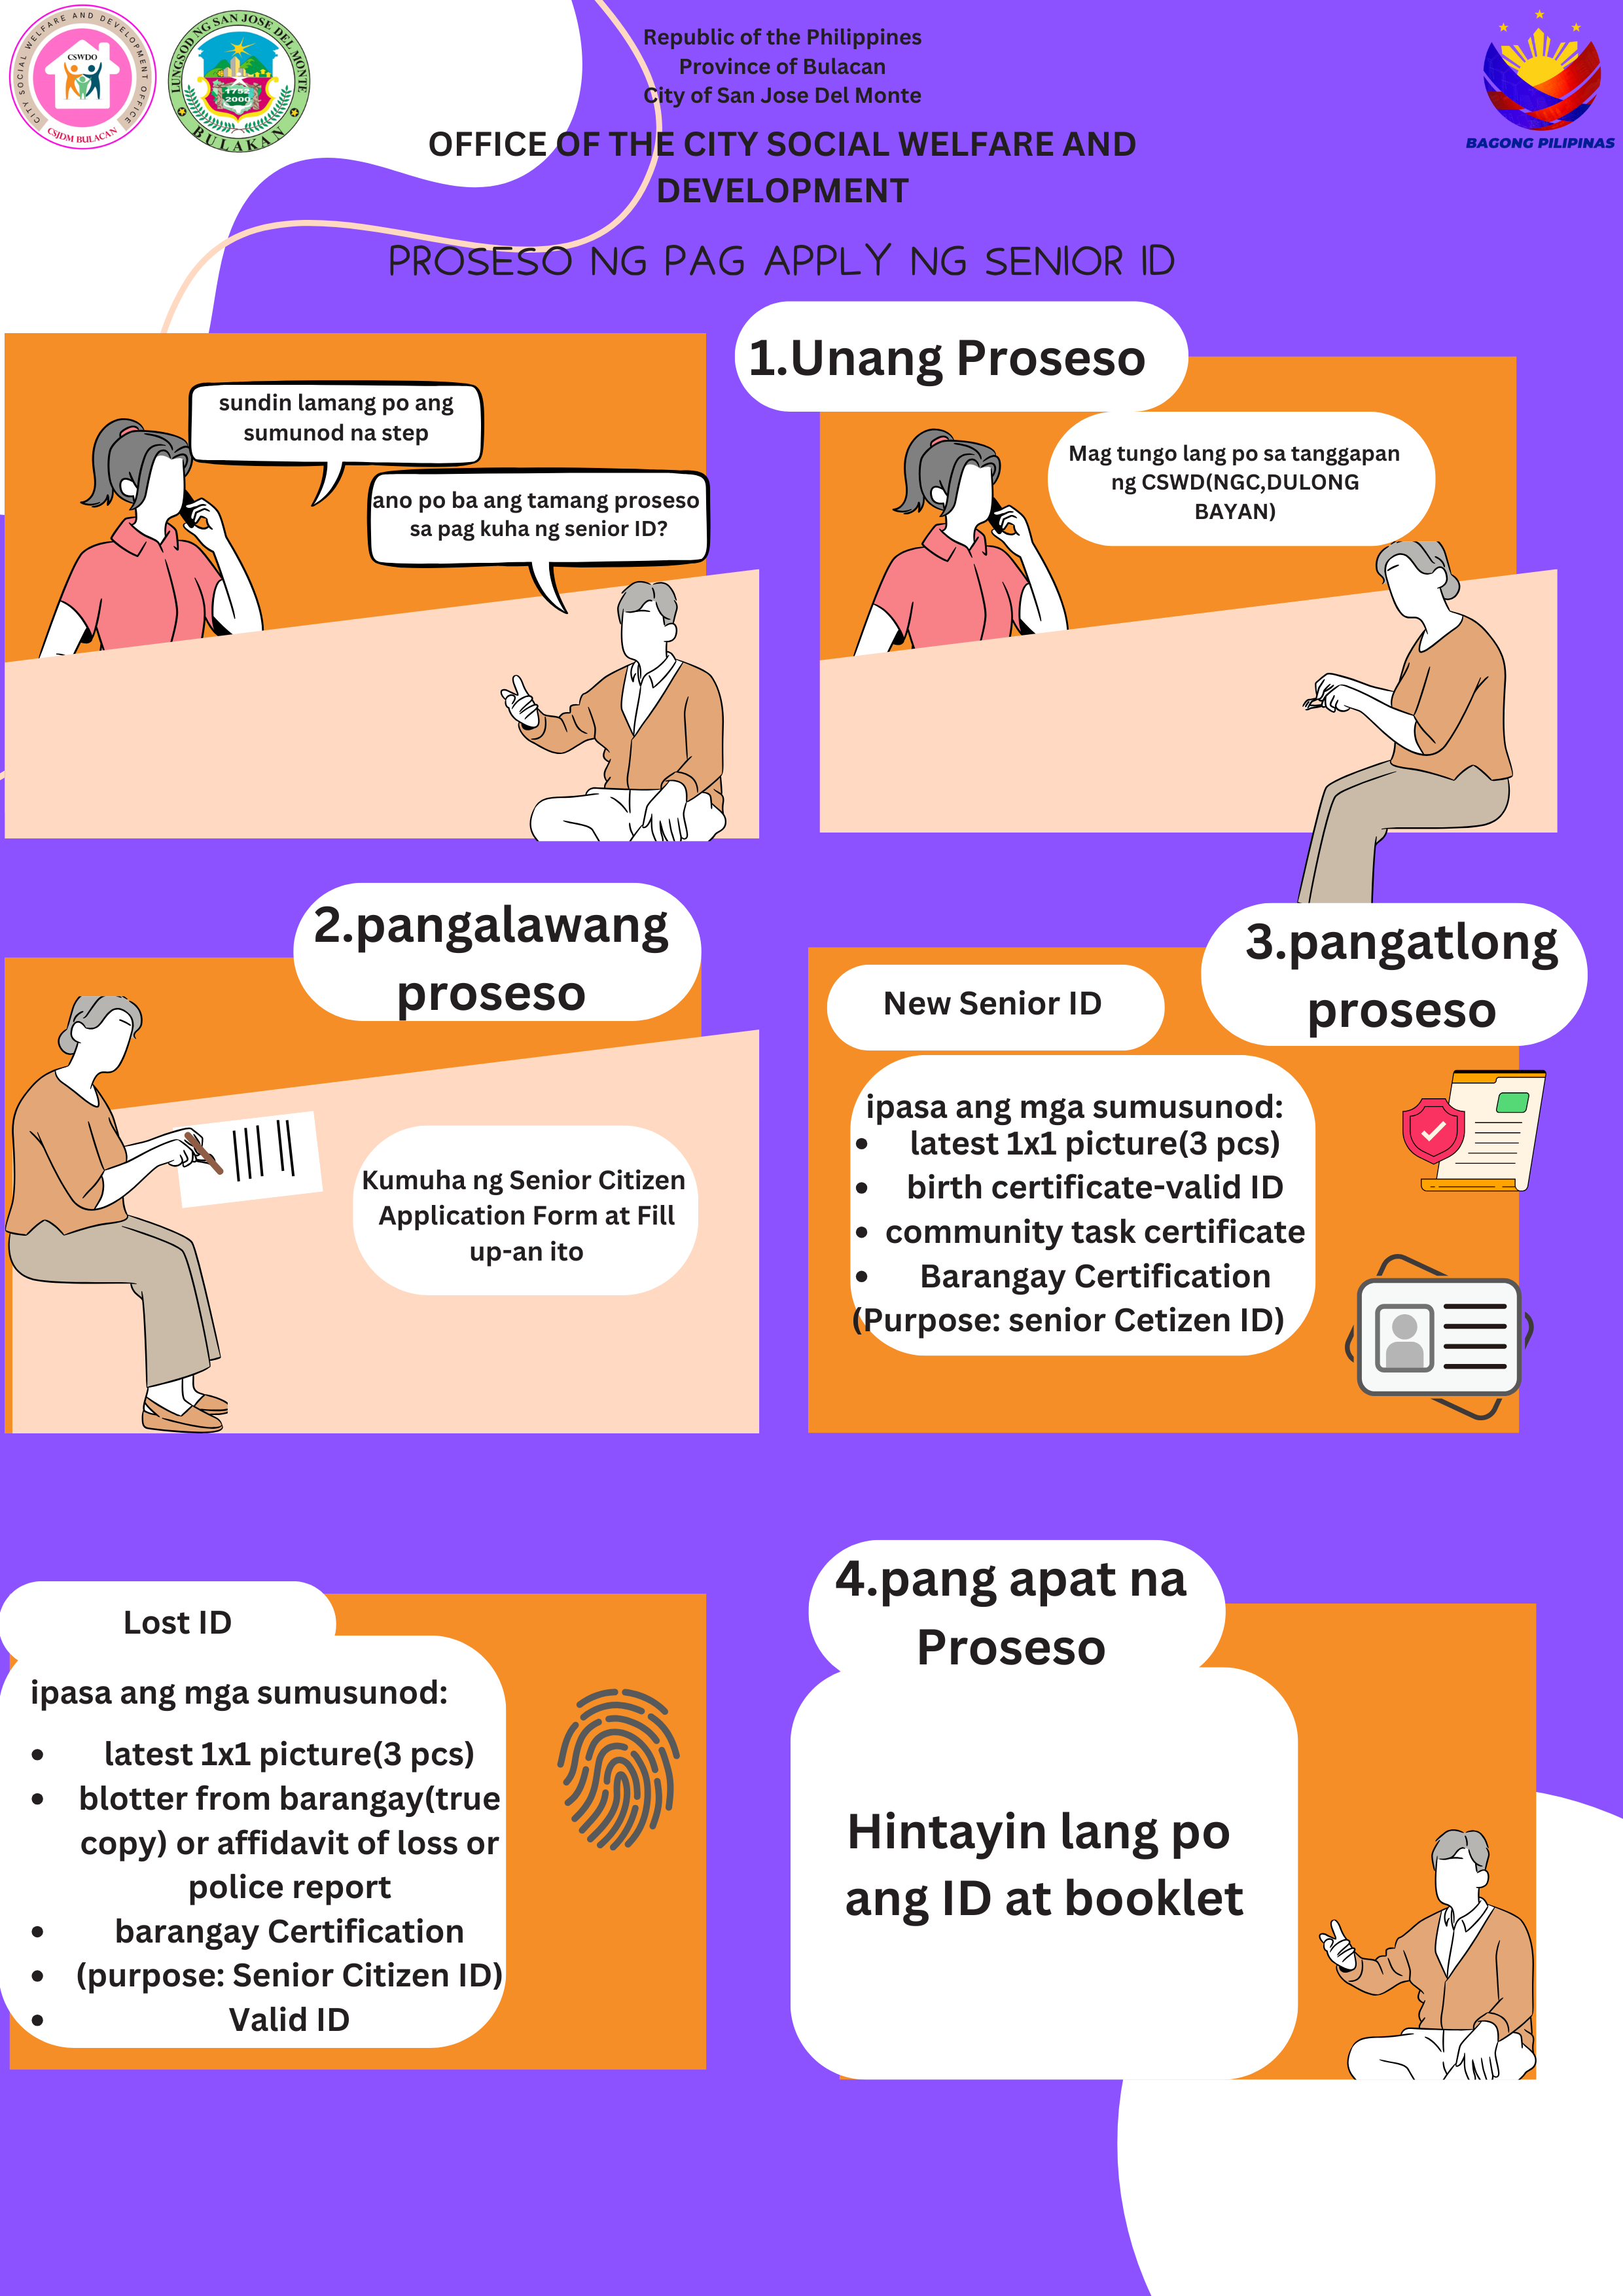 CITY SOCIAL WELFARE AND DEVELOPMENT OFFICE
CSWDO
CSJDM BULACAN
LUNGSOD NG SAN JOSE DEL MONTE
1752
2000
BULAKAN
Republic of the Philippines
Province of Bulacan
City of San Jose Del Monte
BAGONG PILIPINAS
OFFICE OF THE CITY SOCIAL WELFARE AND
DEVELOPMENT
PROSESO NG PAG APPLY NG SENIOR ID
sundin lamang po ang
sumunod na step
ano po ba ang tamang proseso
sa pag kuha ng senior ID?
1.Unang Proseso
Mag tungo lang po sa tanggapan
ng CSWD(NGC,DULONG
BAYAN)
2.pangalawang
proseso
Kumuha ng Senior Citizen
Application Form at Fill
up-an ito
3.pangatlong
proseso
New Senior ID
ipasa ang mga sumusunod:
• latest 1x1 picture(3 pcs)
• birth certificate-valid ID
• community task certificate
• Barangay Certification
(Purpose: senior Cetizen ID)
Lost ID
ipasa ang mga sumusunod:
• latest 1x1 picture(3 pcs)
• blotter from barangay(true
copy) or affidavit of loss or
police report
• barangay Certification
• (purpose: Senior Citizen ID)
• Valid ID
4.pang apat na
Proseso
Hintayin lang po
ang ID at booklet